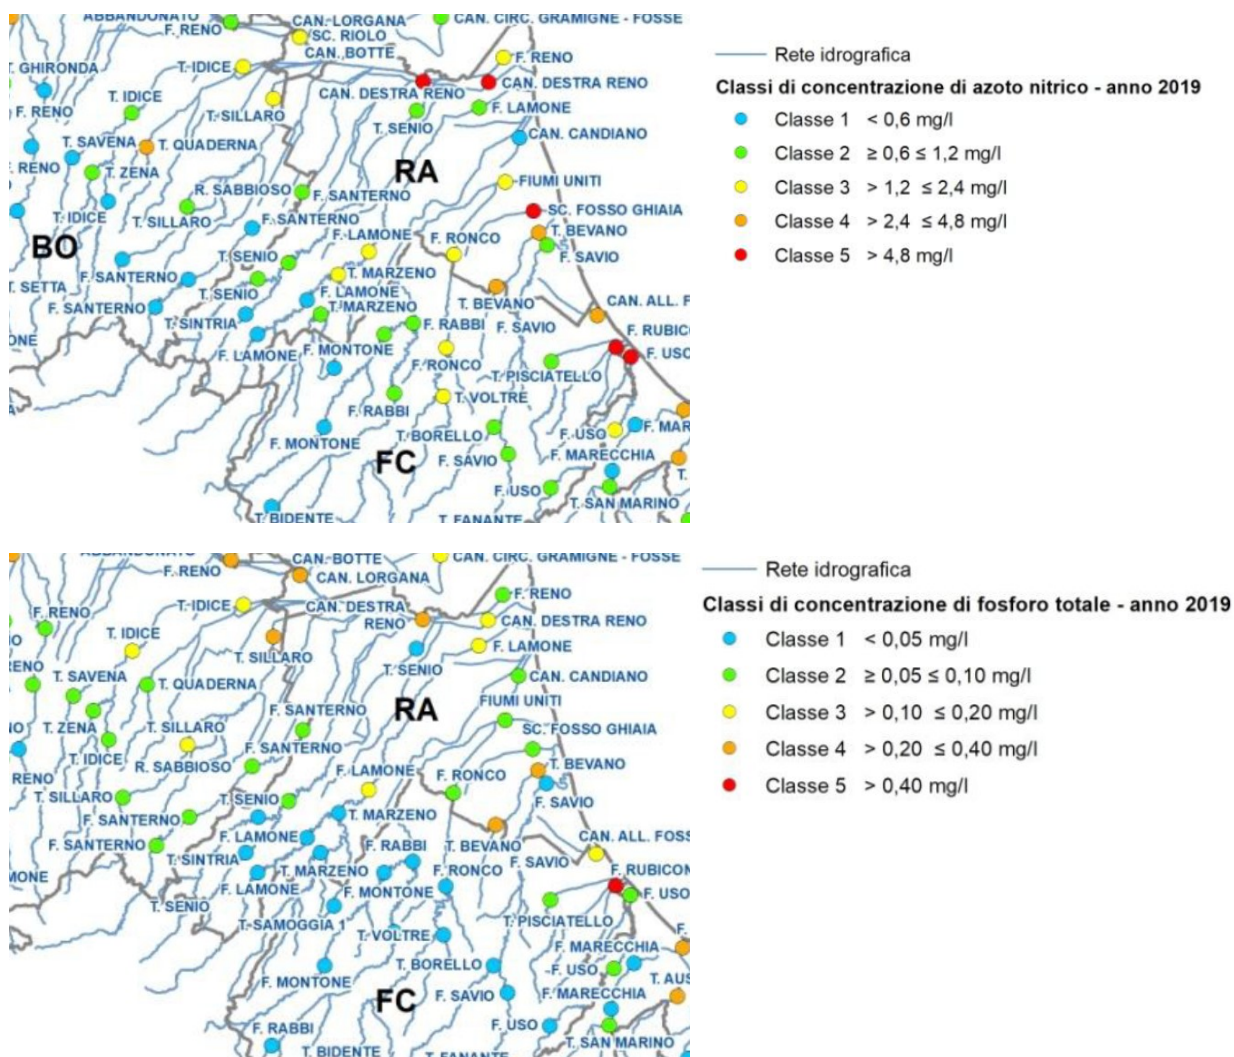 ABBANDONATO
F. RENO
CAN. LORGANA
SC. RIOLO
CAN. BOTTE
CAN. CIRC. GRAMIGNE - FOSSE
T. GHIRONDA
T. IDICE
F. RENO
F. RENO
T. IDICE
CAN. DESTRA RENO
CAN. DESTRA RENO
T. SILLARO
F. LAMONE
T. SENIO
T. SAVENA
T. QUADERNA
CAN. CANDIANO
F. RENO
T. ZENA
RA
R. SABBIOSO
F. SANTERNO
FIUMI UNITI
T. IDICE
T. SILLARO
F. SANTERNO
SC. FOSSO GHIAIA
F. LAMONE
T. BEVANO
BO
F. RONCO
T. SENIO
F. SAVIO
T. MARZENO
F. SANTERNO
T. SETTA
T. SENIO
F. LAMONE
F. SANTERNO
T. MARZENO
T. BEVANO
CAN. ALL. F
T. SINTRIA
F. RABBI
F. SAVIO
F. RUBIC
ONE
F. LAMONE
F. MONTONE
F. RONCO
F. USO
T. PISCIATELLO
T. VOLTRE
F. RABBI
F. MONTONE
T. BORELLO
F. USO
F. MAR
F. MARECCHIA
FC
F. SAVIO
T.
F. USO
T. SAN MARINO
T. BIDENTE
T. FANANTE
Rete idrografica
Classi di concentrazione di azoto nitrico - anno 2019
Classe 1 < 0,6 mg/l
Classe 2 ≥ 0,6 ≤ 1,2 mg/l
Classe 3 > 1,2 ≤ 2,4 mg/l
Classe 4 > 2,4 ≤ 4,8 mg/l
Classe 5 > 4,8 mg/l
ABBANDONATO
F. RENO
CAN. BOTTE
CAN. LORGANA
CAN. CIRC. GRAMIGNE - FOSSE
F. RENO
T. IDICE
CAN. DESTRA
RENO
F. RENO
CAN. DESTRA RENO
T. IDICE
F. LAMONE
T. SILLARO
T. SENIO
RENO
T. SAVENA
T. QUADERNA
CAN. CANDIANO
FIUMI UNITI
F. SANTERNO
RA
T. ZENA
T. SILLARO
SC. FOSSO GHIAIA
NO
F. SANTERNO
T. IDICE
R. SABBIOSO
RENO
F. LAMONE
T. BEVANO
F. RONCO
T. SILLARO
T. SENIO
F. SAVIO
T. MARZENO
F. SANTERNO
F. LAMONE
CAN. ALL. FOSS
F. SANTERNO
F. RABBI
T. BEVANO
T. SINTRIA
T. MARZENO
F. SAVIO
F. RUBICON
F. RONCO
MONE
F. LAMONE
F. MONTONE
F. USO
T. SENIO
T. SAMOGGIA 1
T. PISCIATELLO
T. VOLTRE
F.
F. MARECCHIA
T. BORELLO
F. USO
F. MONTONE
T. AUS
F. SAVIO
F. MARECCHIA
FC
F. RABBI
F. USO
T. SAN MARINO
T. BIDENTE
T. FANANTE
Rete idrografica
Classi di concentrazione di fosforo totale - anno 2019
Classe 1 < 0,05 mg/l
Classe 2 ≥ 0,05 ≤ 0,10 mg/l
Classe 3 > 0,10 ≤ 0,20 mg/l
Classe 4 > 0,20 ≤ 0,40 mg/l
Classe 5 > 0,40 mg/l